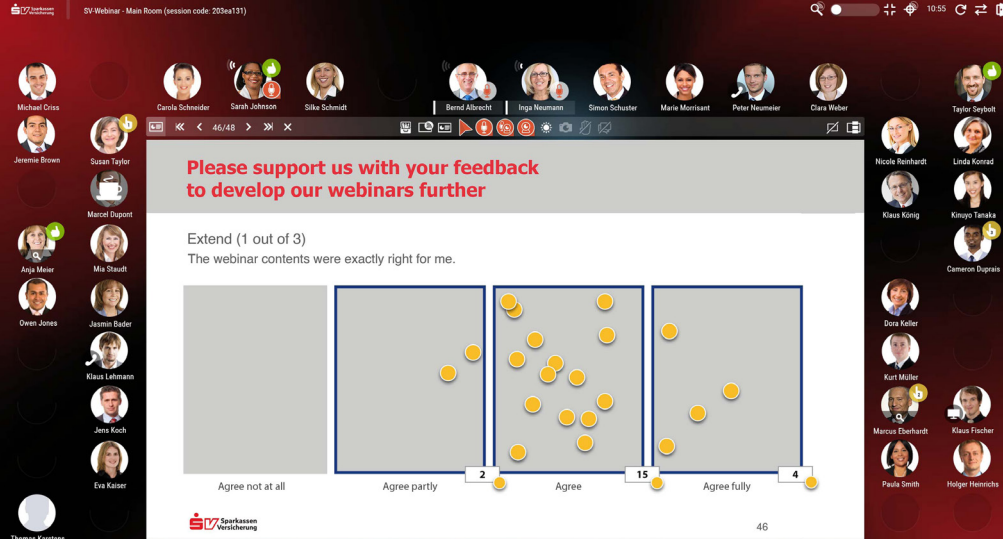 Sparkassen
Versicherung
SV-Webinar - Main Room (session code: 203ea131)
10:55
Michael Criss
Carola Schneider
Sarah Johnson
Silke Schmidt
Bernd Albrecht
Inga Neumann
Simon Schuster
Marie Morrisant
Peter Neumeier
Clara Weber
Taylor Seybolt
46/48
Jeremie Brown
Susan Taylor
Nicole Reinhardt
Linda Konrad
Please support us with your feedback
to develop our webinars further
Marcel Dupont
Klaus König
Kinuyo Tanaka
Extend (1 out of 3)
The webinar contents were exactly right for me.
Anja Meier
Mia Staudt
Cameron Duprais
Owen Jones
Jasmin Bader
Dora Keller
Klaus Lehmann
Kurt Müller
Jens Koch
Marcus Eberhardt
Klaus Fischer
2
15
4
Agree not at all
Agree partly
Agree
Agree fully
Eva Kaiser
Paula Smith
Holger Heinrichs
Sparkassen
Versicherung
46
Thomas Karstens